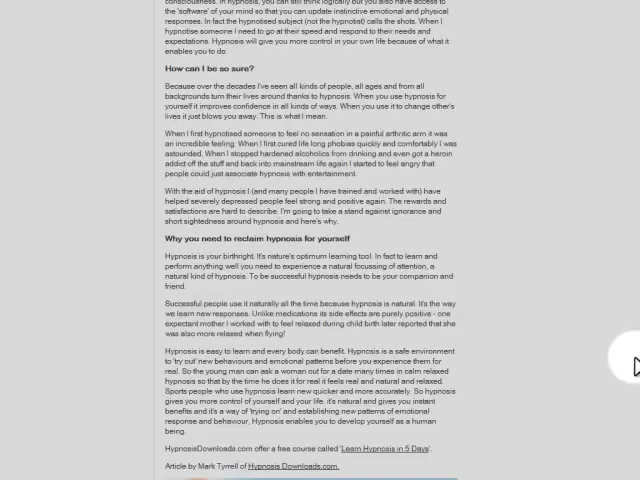 consciousness. In hypnosis, you can still think logically but you also have access to
the 'software' of your mind so that you can update instinctive emotional and physical
responses. In fact the hypnotised subject (not the hypnotist) calls the shots. When I
hypnotise someone I need to go at their speed and respond to their needs and
expectations. Hypnosis will give you more control in your own life because of what it
enables you to do.
How can I be so sure?
Because over the decades I've seen all kinds of people, all ages and from all
backgrounds turn their lives around thanks to hypnosis. When you use hypnosis for
yourself it improves confidence in all kinds of ways. When you use it to change other's
lives it just blows you away. This is what I mean.
When I first hypnotised someone to feel no sensation in a painful arthritic arm it was
an incredible feeling. When I first cured life long phobias quickly and comfortably I was
astounded. When I stopped hardened alcoholics from drinking and even got a heroin
addict off the stuff and back into mainstream life again I started to feel angry that
people could just associate hypnosis with entertainment.
With the aid of hypnosis I (and many people I have trained and worked with) have
helped severely depressed people feel strong and positive again. The rewards and
satisfactions are hard to describe. I'm going to take a stand against ignorance and
short sightedness around hypnosis and here's why.
Why you need to reclaim hypnosis for yourself
Hypnosis is your birthright. It's nature's optimum learning tool. In fact to learn and
perform anything well you need to experience a natural focussing of attention, a
natural kind of hypnosis. To be successful hypnosis needs to be your companion and
friend.
Successful people use it naturally all the time because hypnosis is natural. It's the way
we learn new responses. Unlike medications its side effects are purely positive - one
expectant mother I worked with to feel relaxed during child birth later reported that she
was also more relaxed when flying!
Hypnosis is easy to learn and every body can benefit. Hypnosis is a safe environment
to 'try out' new behaviours and emotional patterns before you experience them for
real. So the young man can ask a woman out for a date many times in calm relaxed
hypnosis so that by the time he does it for real it feels real and natural and relaxed.
Sports people who use hypnosis learn new quicker and more accurately. So hypnosis
gives you more control of yourself and your life, it's natural and gives you instant
benefits and it's a way of 'trying on' and establishing new patterns of emotional
response and behaviour, Hypnosis enables you to develop yourself as a human
being.
HypnosisDownloads.com offer a free course called 'Learn Hypnosis in 5 Days'.
Article by Mark Tyrrell of Hypnosis Downloads.com.